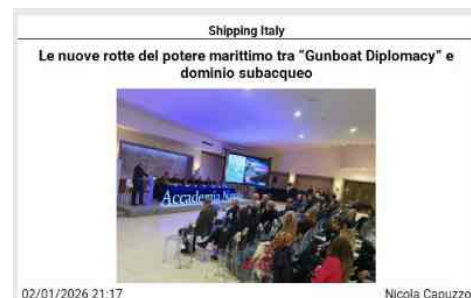 Shipping Italy
Le nuove rotte del potere marittimo tra “Gunboat Diplomacy” e
dominio subacqueo
Accademia
02/01/2026 21:17
Nicola Capuzzo